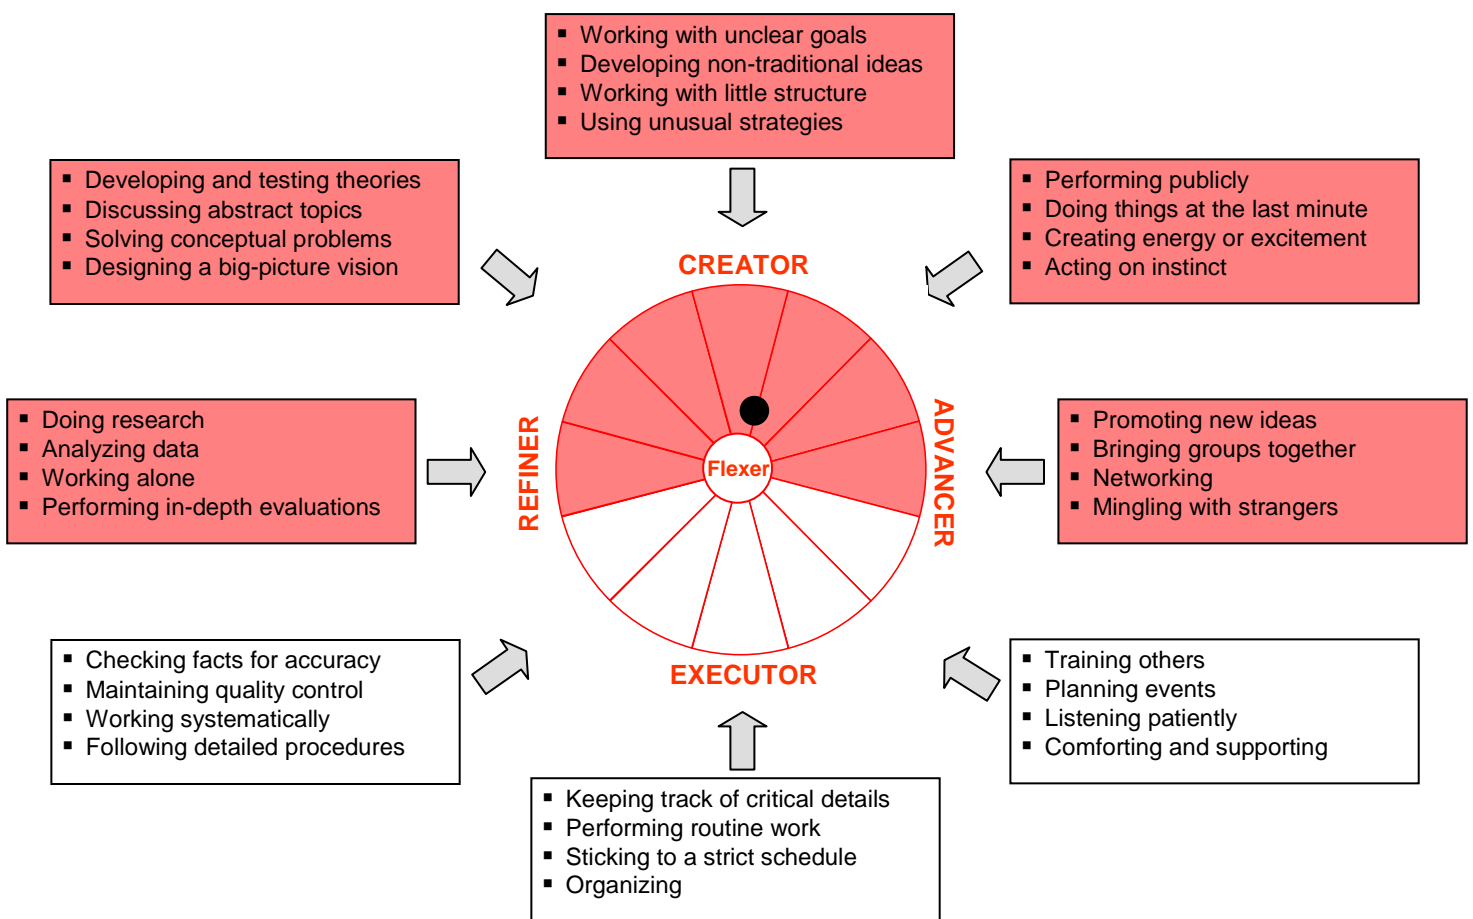 ▪ Working with unclear goals
▪ Developing non-traditional ideas
▪ Working with little structure
▪ Using unusual strategies
▪ Developing and testing theories
▪ Discussing abstract topics
▪ Solving conceptual problems
▪ Designing a big-picture vision
▪ Performing publicly
▪ Doing things at the last minute
▪ Creating energy or excitement
▪ Acting on instinct
CREATOR
▪ Doing research
▪ Analyzing data
▪ Working alone
▪ Performing in-depth evaluations
REFINER
Flexer
ADVANCER
▪ Promoting new ideas
▪ Bringing groups together
▪ Networking
▪ Mingling with strangers
EXECUTOR
▪ Checking facts for accuracy
▪ Maintaining quality control
▪ Working systematically
▪ Following detailed procedures
▪ Training others
▪ Planning events
▪ Listening patiently
▪ Comforting and supporting
▪ Keeping track of critical details
▪ Performing routine work
▪ Sticking to a strict schedule
▪ Organizing